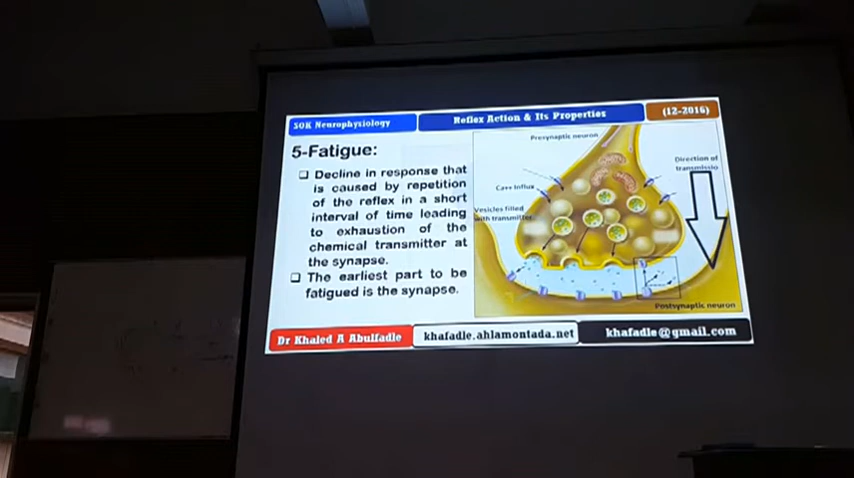 SOK Neurophysiology
Reflex Action & Its Properties
(12-2016)
5-Fatigue:
❑ Decline in response that
is caused by repetition
of the reflex in a short
interval of time leading
to exhaustion of the
chemical transmitter at
the synapse.
❑ The earliest part to be
fatigued is the synapse.
Presynaptic neuron
Direction of
transmissio
Ca++ Influx
Vesicles filled
with transmitter
Postsynaptic neuron
Dr Khaled A Abulfadle
khafadle.ahlamontada.net
khafadle@gmail.com